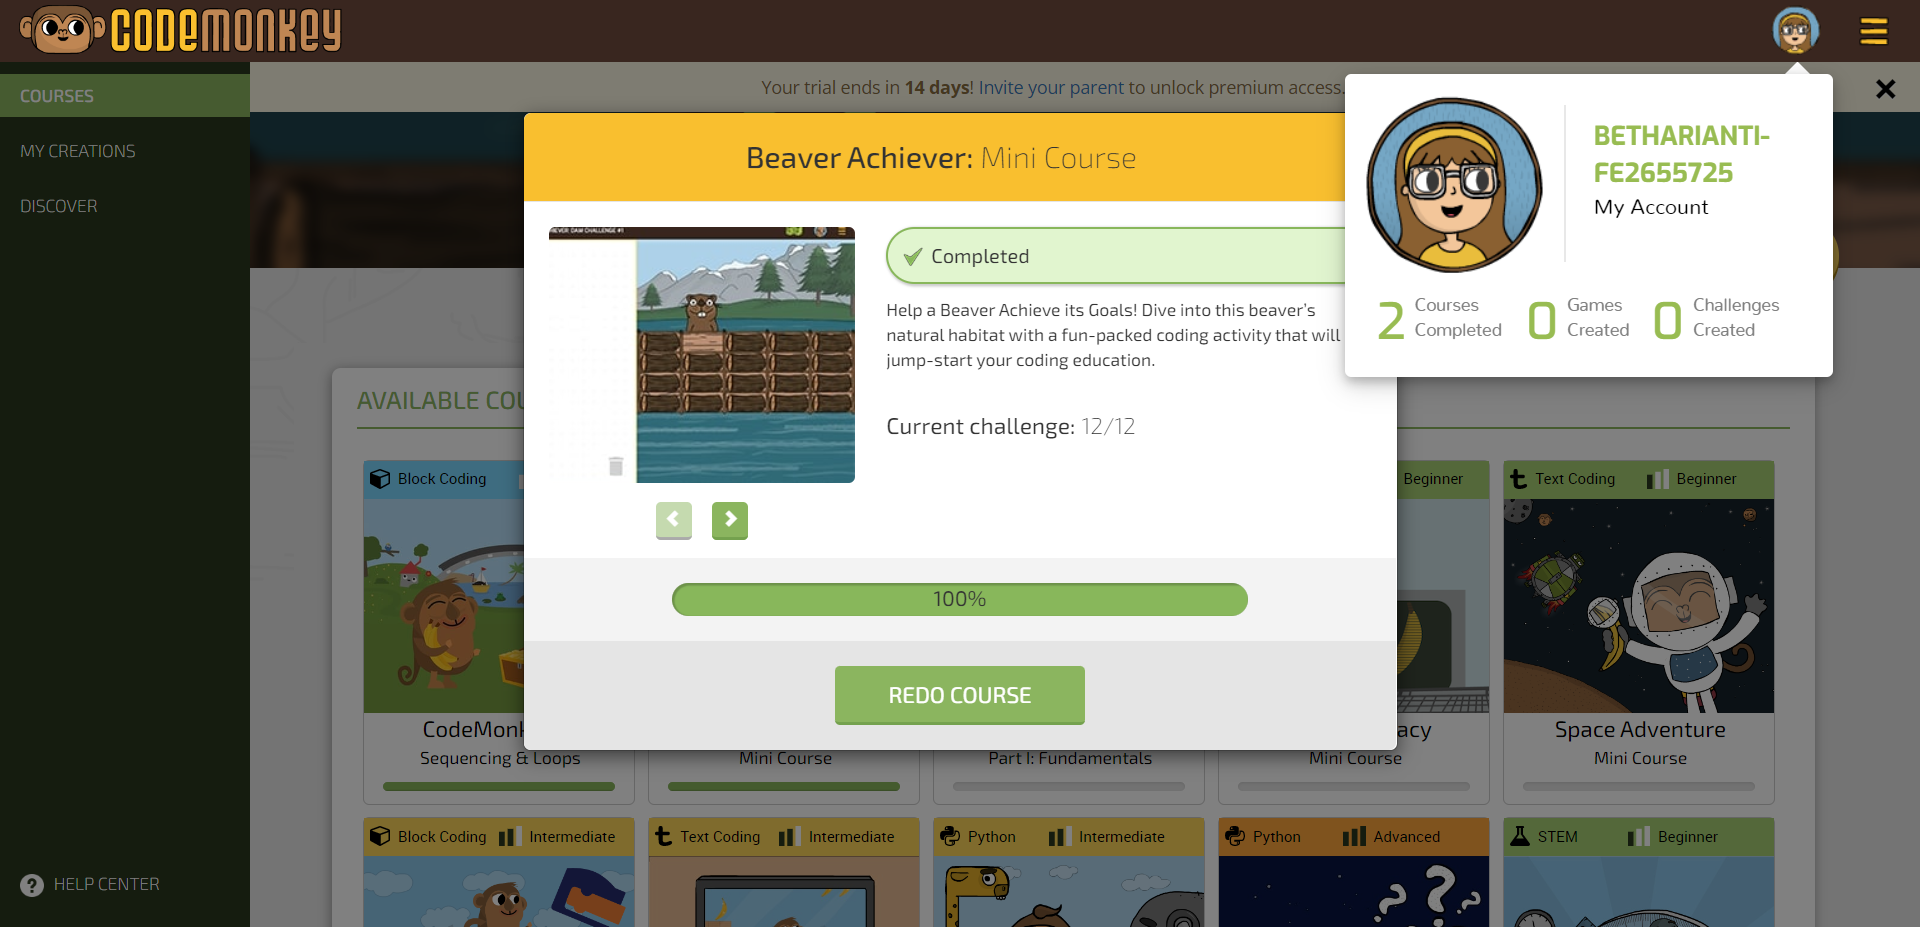 CODEMONKEY
COURSES
MY CREATIONS
DISCOVER
HELP CENTER
Your trial ends in 14 days! Invite your parent to unlock premium access.
BETHARIANTI-
FE2655725
My Account
2 Courses Completed
0 Games Created
0 Challenges Created
Beaver Achiever: Mini Course
Completed
Help a Beaver Achieve its Goals! Dive into this beaver's
natural habitat with a fun-packed coding activity that will
jump-start your coding education.
Current challenge: 12/12
100%
REDO COURSE
AVAILABLE COU
Block Coding
Beginner
Text Coding Beginner
CodeMonk
Sequencing & Loops
Mini Course
Part I: Fundamentals
acy
Mini Course
Space Adventure
Mini Course
Block Coding Intermediate
Text Coding Intermediate
Python Intermediate
Python Advanced
STEM Beginner